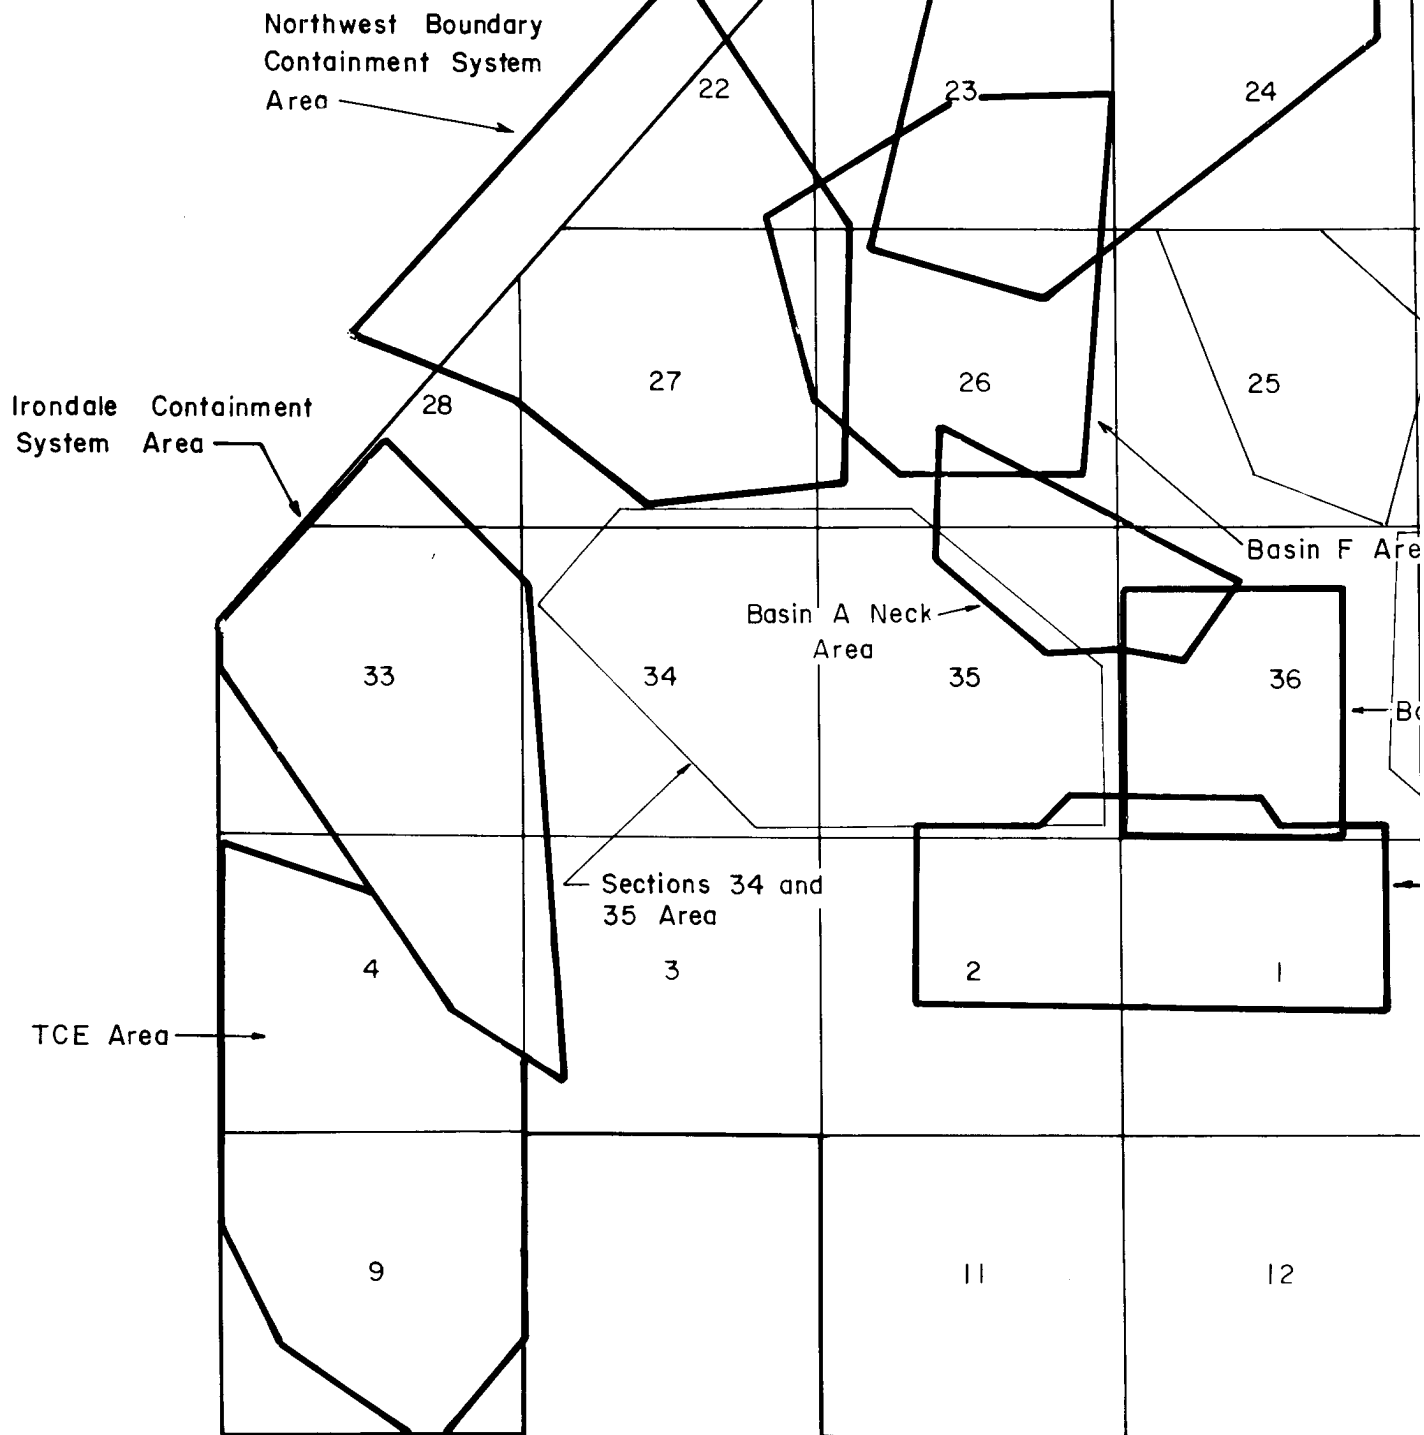 Northwest Boundary
Containment System
Area
22
23
24
27
26
25
28
Irondale Containment
System Area
Basin F Are
Basin A Neck
Area
33
34
35
36
Ba
Sections 34 and
35 Area
4
3
2
1
TCE Area
9
11
12